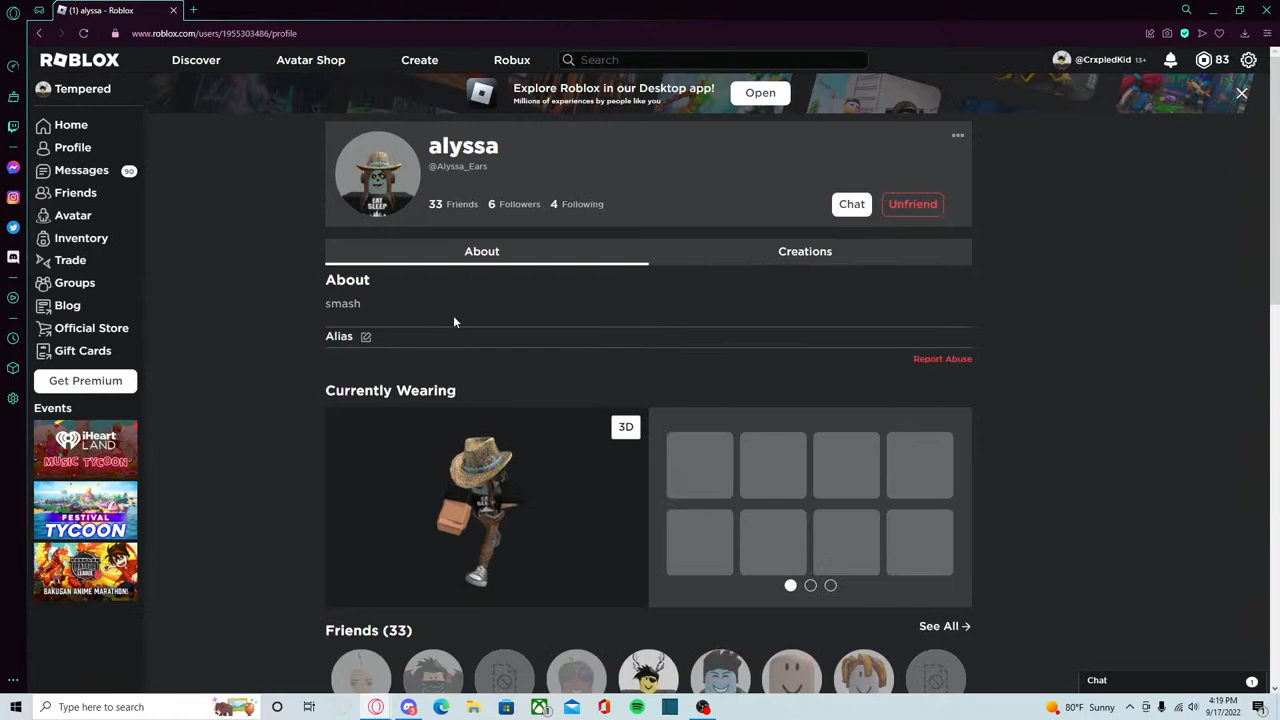 (1) alyssa - Roblox
www.roblox.com/users/1955303486/profile
ROBLOX Discover Avatar Shop Create Robux Search @CrxpledKid 13+ 83
Tempered
Home
Profile
Messages 90
Friends
Avatar
Inventory
Trade
Groups
Blog
Official Store
Gift Cards
Get Premium
Events
iHeart
LAND
MUSIC TYCOON
FESTIVAL
TYCOON
BAKUGAN ANIME MARATHON!
Explore Roblox in our Desktop app!
Millions of experiences by people like you
Open
alyssa
@Alyssa_Ears
33 Friends 6 Followers 4 Following
Chat Unfriend
EAT
SLEEP
About Creations
About
smash
Alias
Report Abuse
Currently Wearing
3D
Friends (33) See All
Chat 1
Type here to search
80°F Sunny
4:19 PM
9/17/2022